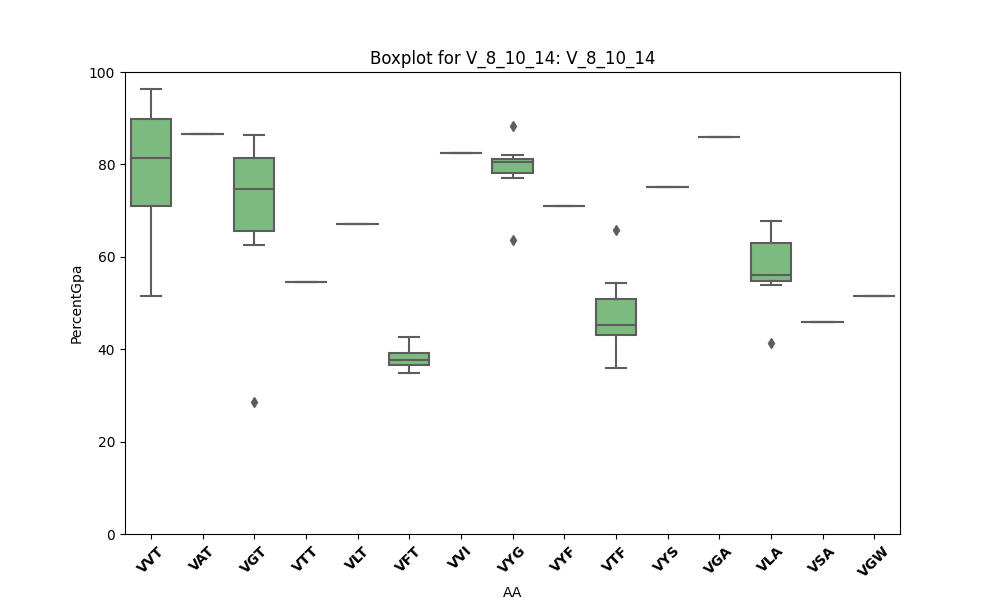 Boxplot for V_8_10_14: V_8_10_14
PercentGpa
100
80
60
40
20
0
VVT VAT VGT VTT VLT VFT VVI VYG VYF VTF VYS VGA VLA VSA VGW
AA